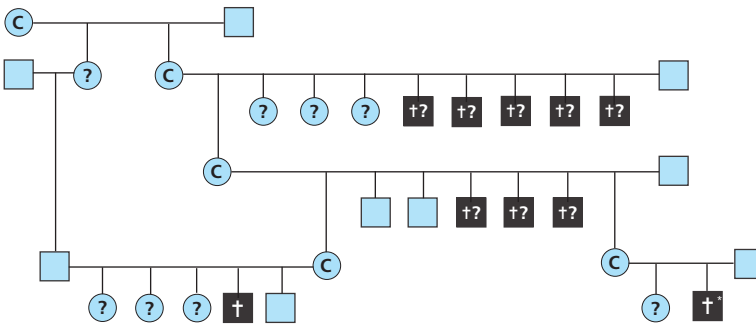 C
? C
? ? ? †? †? †? †? †?
C
†? †? †?
C C
? ? ? † ? †*